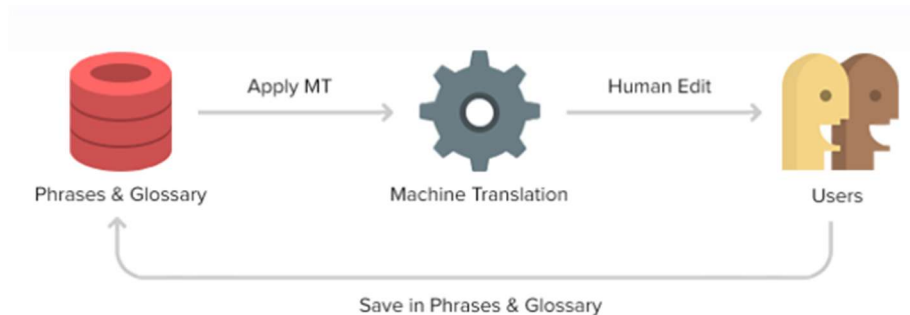 Apply MT
Human Edit
Phrases & Glossary
Machine Translation
Users
Save in Phrases & Glossary